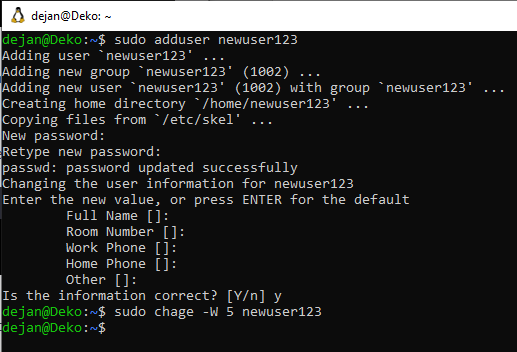 dejan@Deko: ~
dejan@Deko:~$ sudo adduser newuser123
Adding user `newuser123' ...
Adding new group `newuser123' (1002) ...
Adding new user `newuser123' (1002) with group `newuser123' ...
Creating home directory `/home/newuser123' ...
Copying files from `/etc/skel' ...
New password:
Retype new password:
passwd: password updated successfully
Changing the user information for newuser123
Enter the new value, or press ENTER for the default
Full Name []:
Room Number []:
Work Phone []:
Home Phone []:
Other []:
Is the information correct? [Y/n] y
dejan@Deko:~$ sudo chage -W 5 newuser123
dejan@Deko:~$